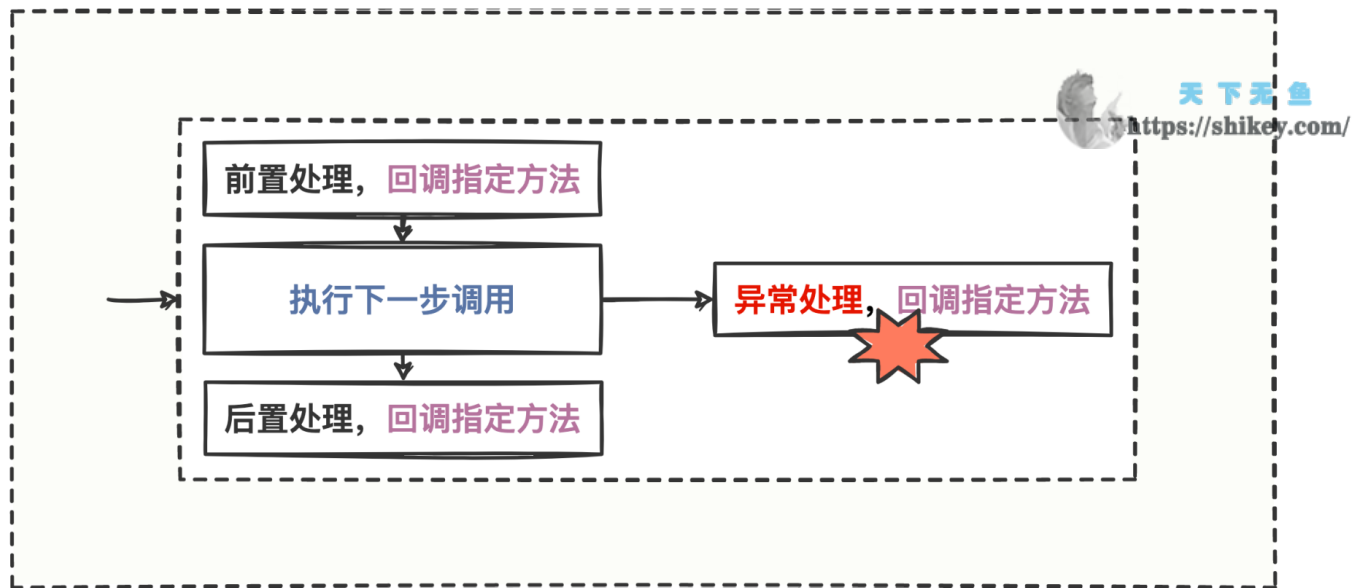 天下无鱼
https://shikey.com/
前置处理，回调指定方法
执行下一步调用
异常处理，回调指定方法
后置处理，回调指定方法